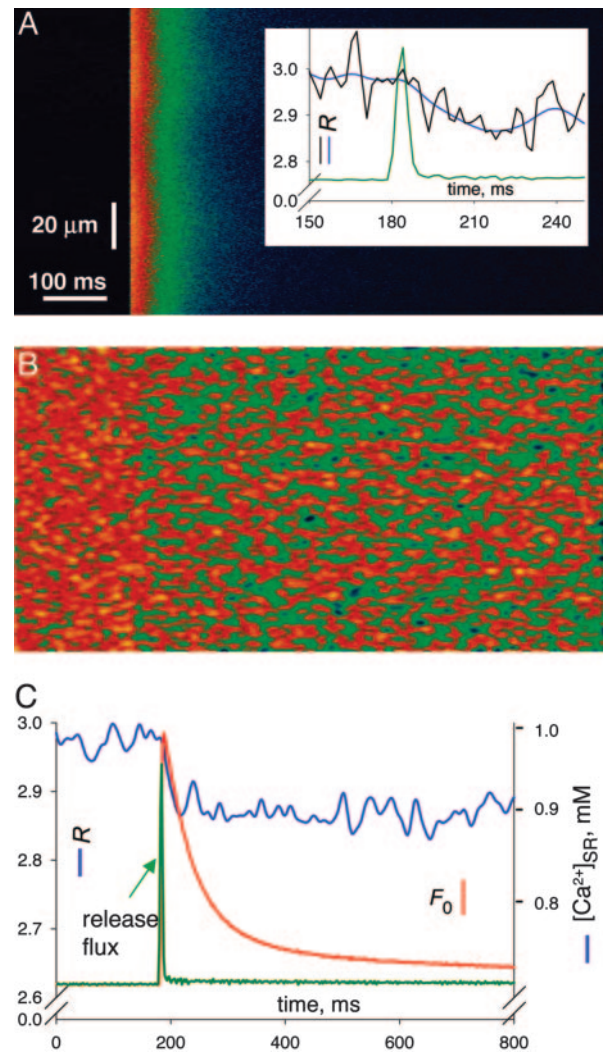 A
3.0
2.9
2.8
0.0
R
time, ms
150 180 210 240
20 μm
100 ms
B
C
3.0
2.9
2.8
2.7
2.6
0.0
R
release
flux
F0
1.0
0.9
0.8
[Ca²⁺]SR, mM
time, ms
0 200 400 600 800